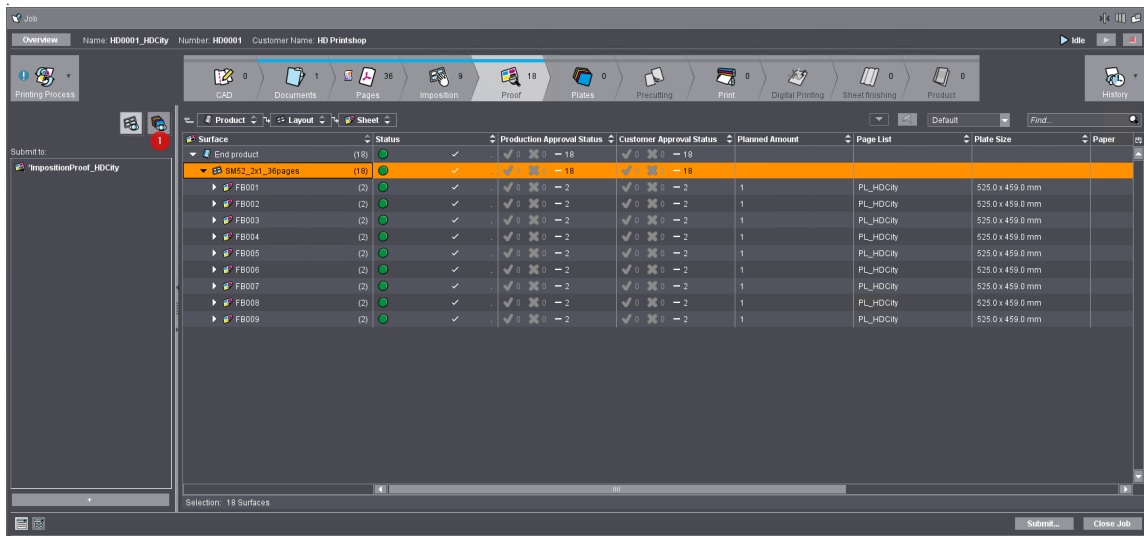 Job
Overview Name: HD0001_HDCity Number: HD0001 Customer Name: HD Printshop Idle
Printing Process
0 CAD
1 Documents
36 Pages
9 Imposition
18 Proof
0 Plates
Precutting
0 Print
Digital Printing
0 Sheet finishing
0 Product
History
1
Submit to:
*ImpositionProof_HDCity
+
Product Layout Sheet Default Find...
Surface Status Production Approval Status Customer Approval Status Planned Amount Page List Plate Size Paper
End product (18) 0 0 18 0 0 18
SM52_2x1_36pages (18) 0 0 18 0 0 18
FB001 (2) 0 0 2 0 0 2 1 PL_HDCity 525.0 x 459.0 mm
FB002 (2) 0 0 2 0 0 2 1 PL_HDCity 525.0 x 459.0 mm
FB003 (2) 0 0 2 0 0 2 1 PL_HDCity 525.0 x 459.0 mm
FB004 (2) 0 0 2 0 0 2 1 PL_HDCity 525.0 x 459.0 mm
FB005 (2) 0 0 2 0 0 2 1 PL_HDCity 525.0 x 459.0 mm
FB006 (2) 0 0 2 0 0 2 1 PL_HDCity 525.0 x 459.0 mm
FB007 (2) 0 0 2 0 0 2 1 PL_HDCity 525.0 x 459.0 mm
FB008 (2) 0 0 2 0 0 2 1 PL_HDCity 525.0 x 459.0 mm
FB009 (2) 0 0 2 0 0 2 1 PL_HDCity 525.0 x 459.0 mm
Selection: 18 Surfaces
Submit... Close Job